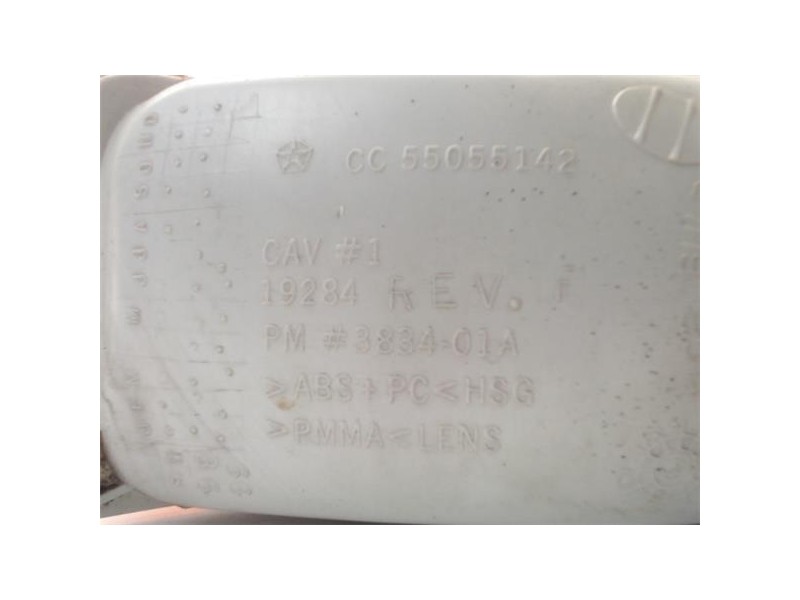 CC 55055142
CAV #1
19284 REV. F
PM #3834-01A
>ABS+PC<HSG
>PMMA<LENS